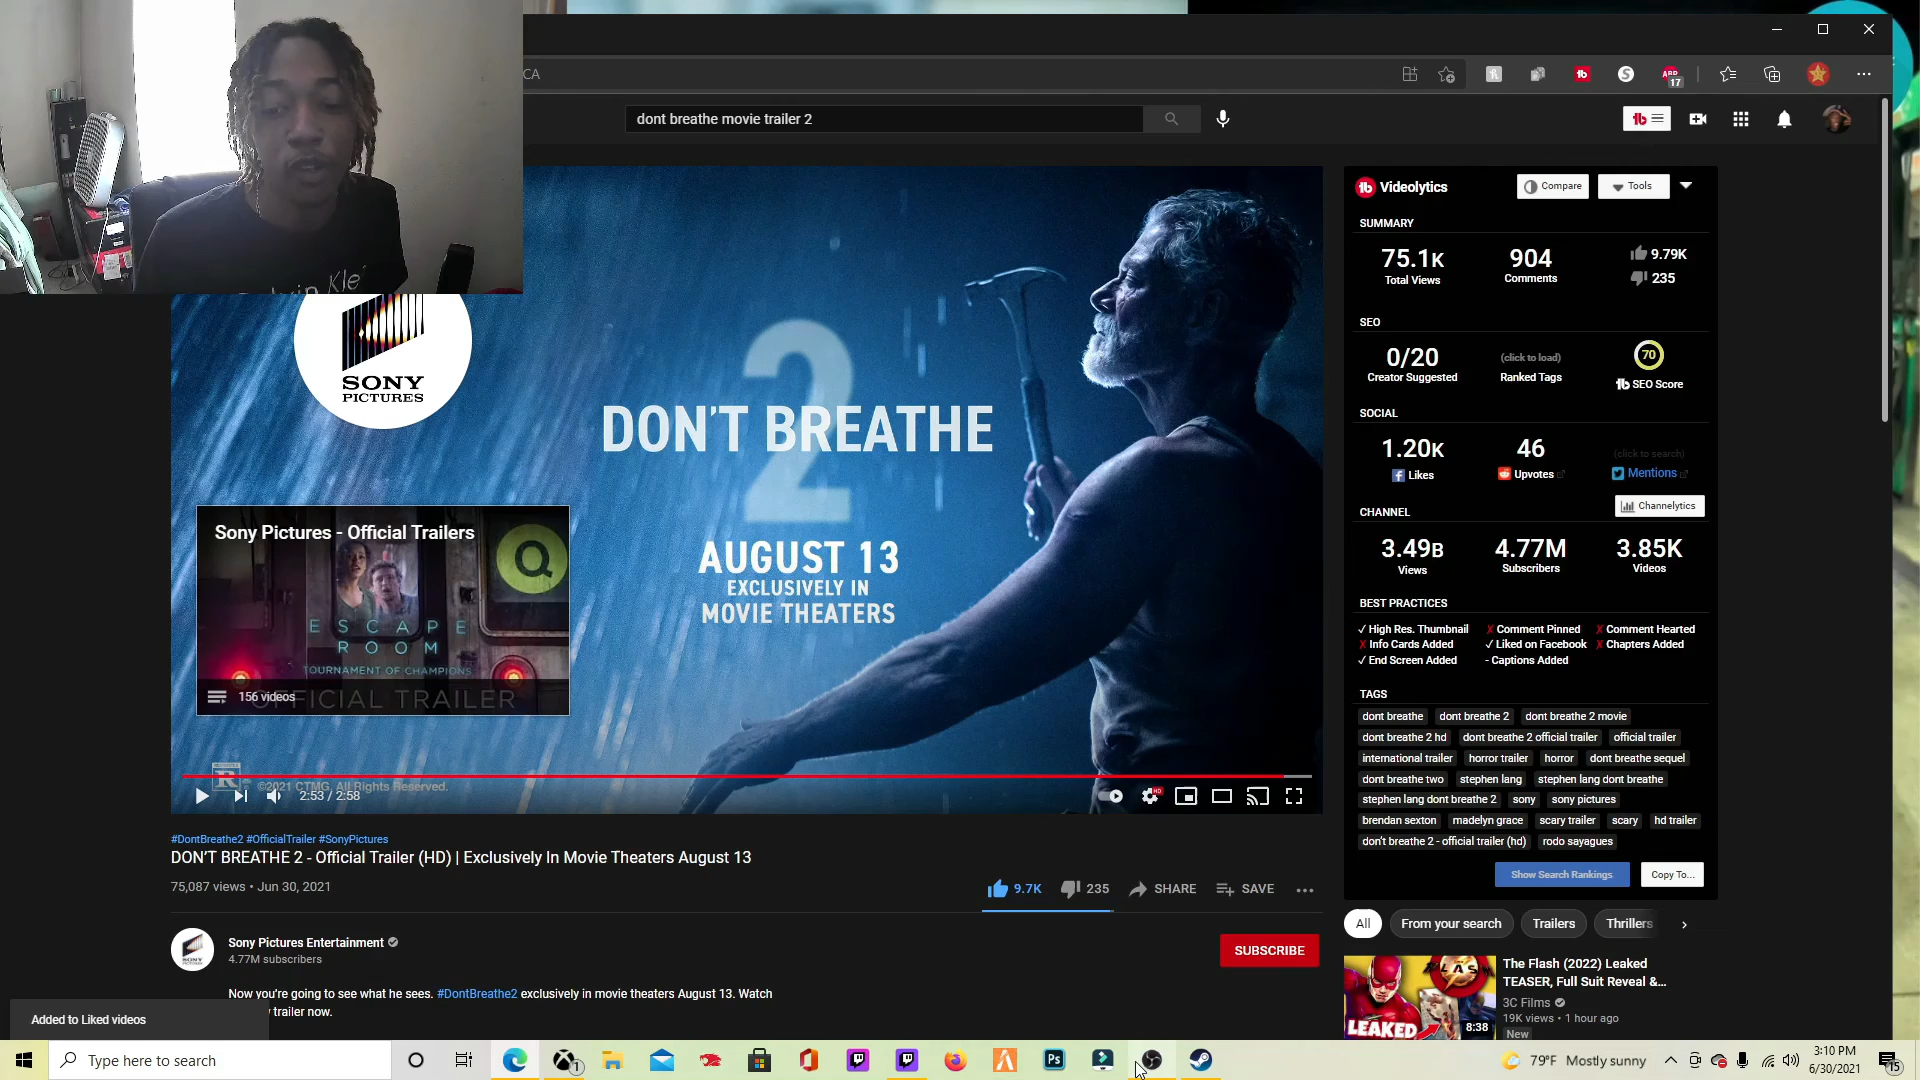 CA
17
dont breathe movie trailer 2
SONY
PICTURES
2
DON'T BREATHE
AUGUST 13
EXCLUSIVELY IN
MOVIE THEATERS
Sony Pictures - Official Trailers
ESCAPE
ROOM
TOURNAMENT OF CHAMPIONS
OFFICIAL TRAILER
156 videos
R
©2021 CTMG. All Rights Reserved.
2:53 / 2:58
HD
#DontBreathe2 #OfficialTrailer #SonyPictures
DON'T BREATHE 2 - Official Trailer (HD) | Exclusively In Movie Theaters August 13
75,087 views • Jun 30, 2021
9.7K 235 SHARE SAVE
Sony Pictures Entertainment
4.77M subscribers
SUBSCRIBE
Now you're going to see what he sees. #DontBreathe2 exclusively in movie theaters August 13. Watch
trailer now.
Added to Liked videos
Videolytics Compare Tools
SUMMARY
75.1K 904 9.79K
Total Views Comments 235
SEO
0/20 (click to load) 70
Creator Suggested Ranked Tags SEO Score
SOCIAL
1.20K 46 (click to search)
Likes Upvotes Mentions
CHANNEL Channelytics
3.49B 4.77M 3.85K
Views Subscribers Videos
BEST PRACTICES
✓ High Res. Thumbnail ✗ Comment Pinned ✗ Comment Hearted
✗ Info Cards Added ✓ Liked on Facebook ✗ Chapters Added
✓ End Screen Added - Captions Added
TAGS
dont breathe dont breathe 2 dont breathe 2 movie
dont breathe 2 hd dont breathe 2 official trailer official trailer
international trailer horror trailer horror dont breathe sequel
dont breathe two stephen lang stephen lang dont breathe
stephen lang dont breathe 2 sony sony pictures
brendan sexton madelyn grace scary trailer scary hd trailer
don't breathe 2 - official trailer (hd) rodo sayagues
Show Search Rankings Copy To...
All From your search Trailers Thrillers
The Flash (2022) Leaked
TEASER, Full Suit Reveal &...
3C Films
19K views • 1 hour ago
New
LEAKED
8:38
Type here to search
Ps
79°F Mostly sunny
3:10 PM
6/30/2021
15